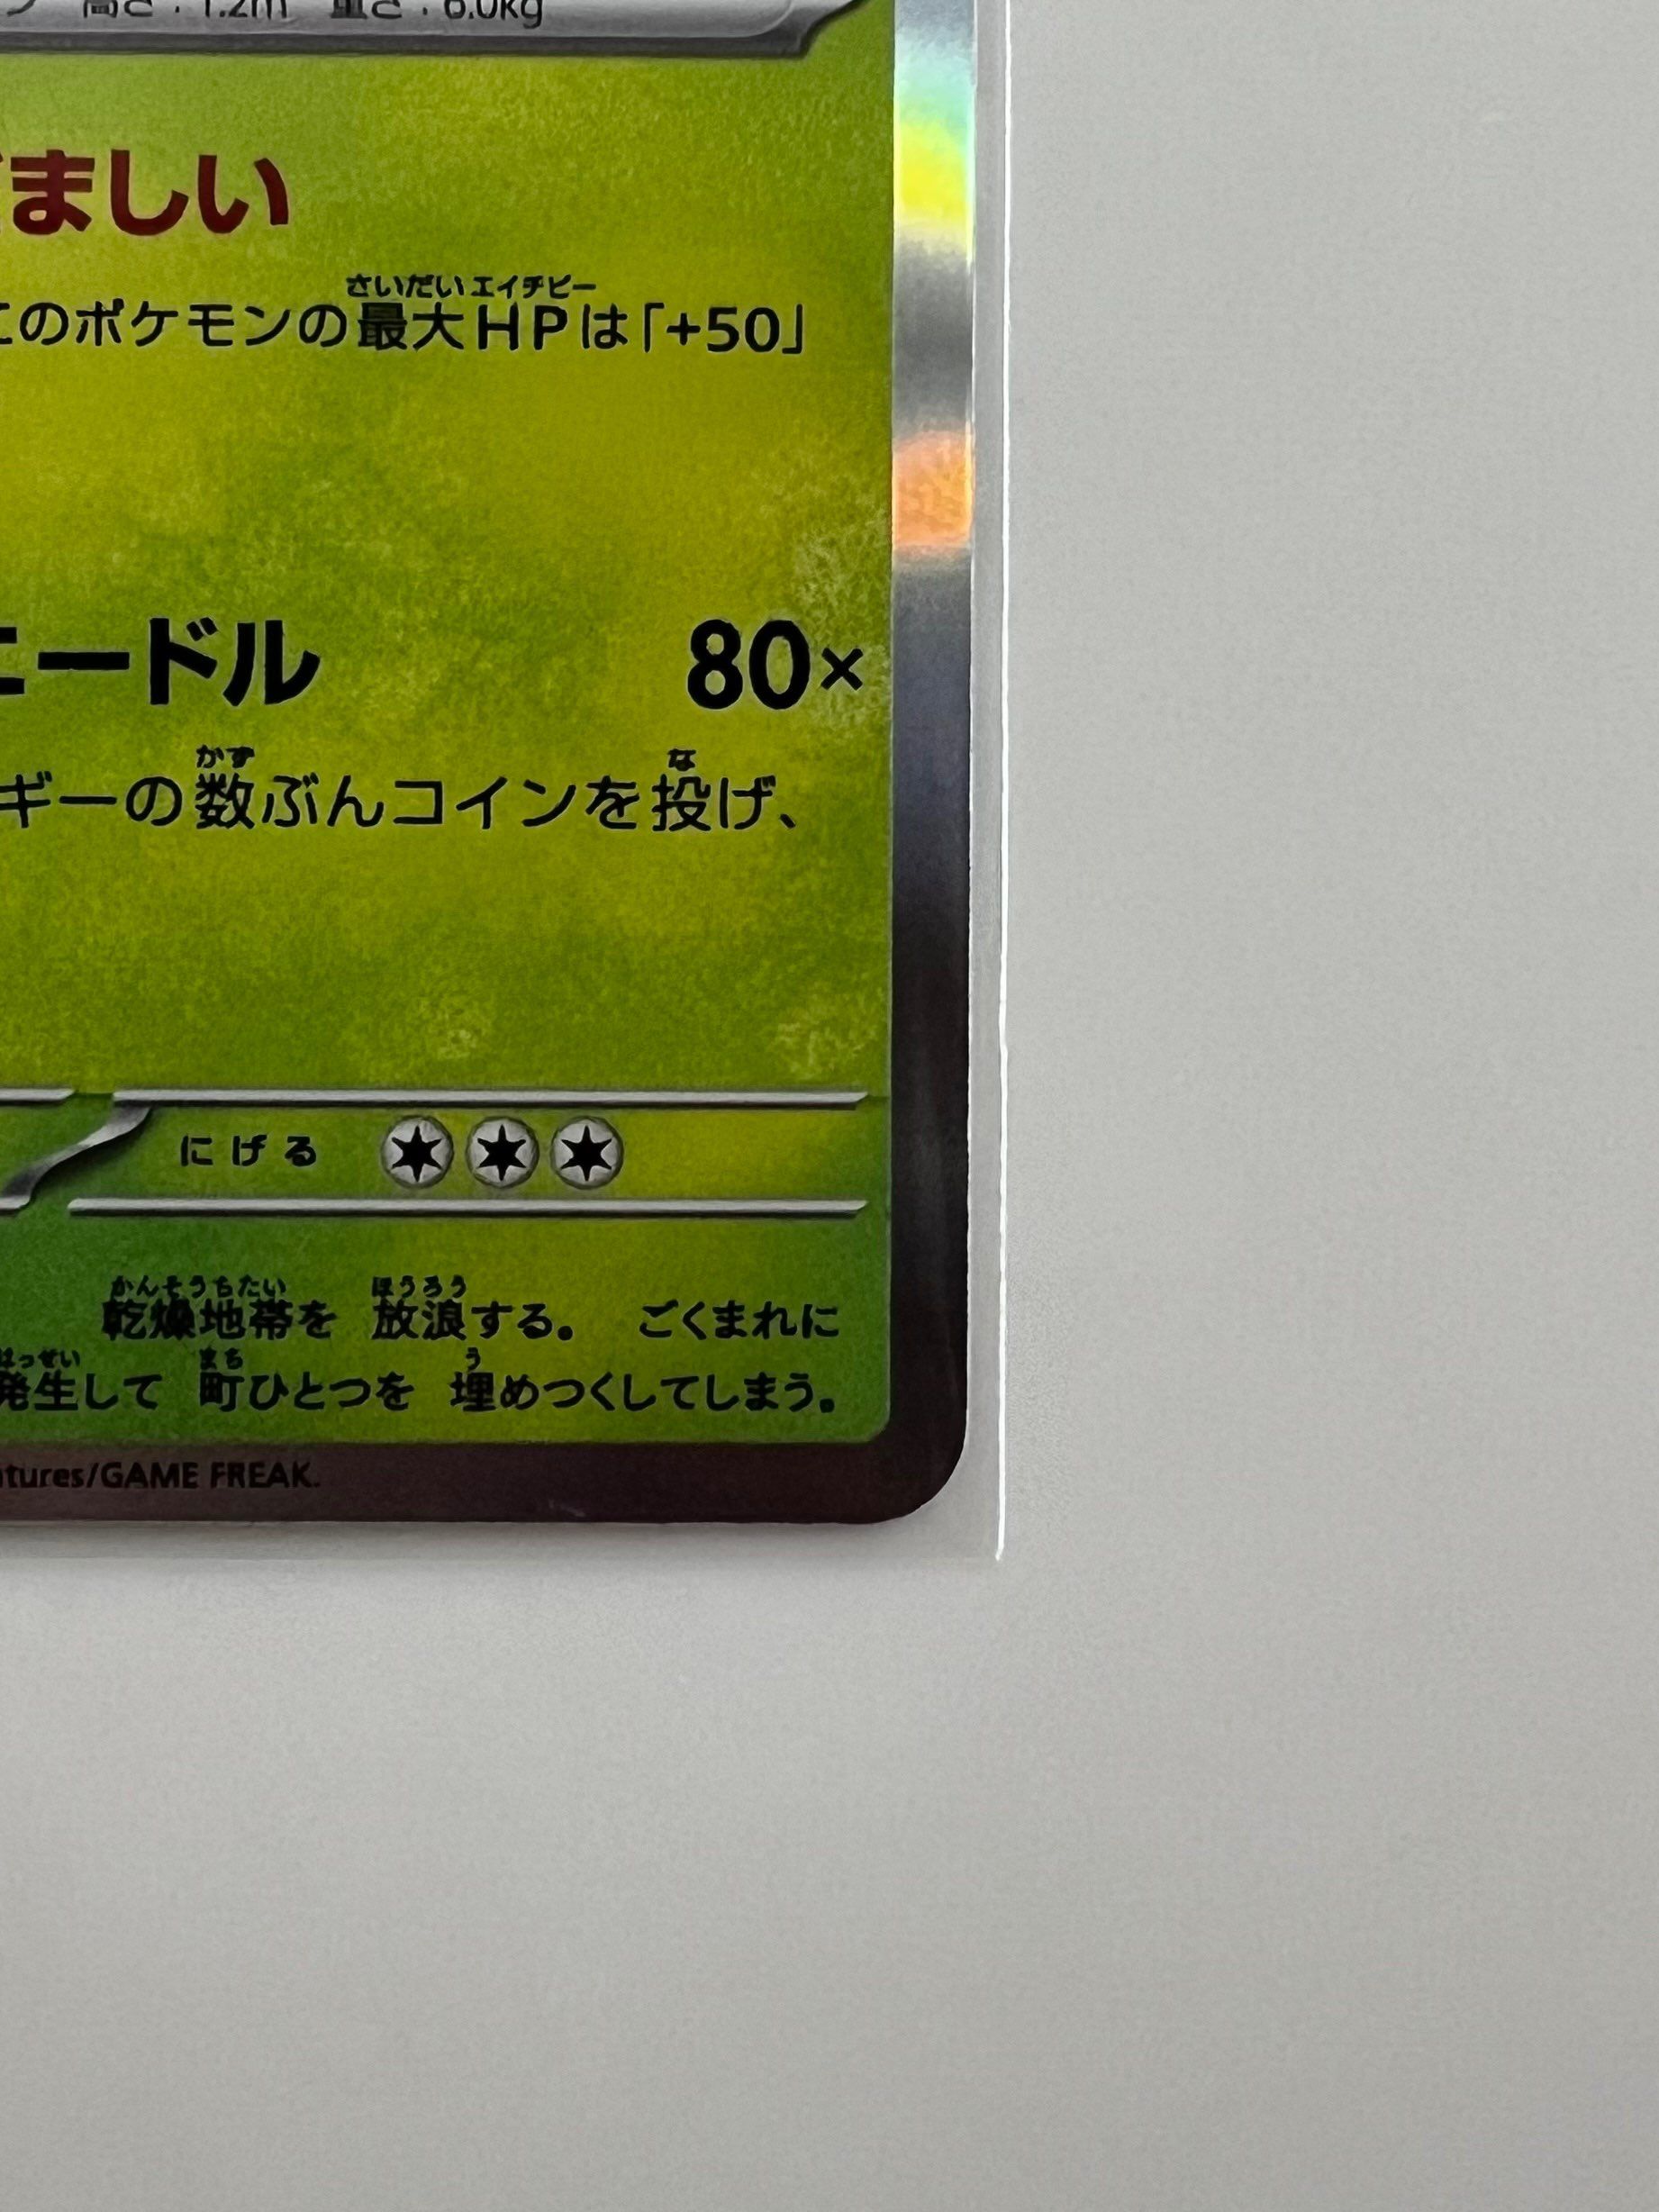 高さ：1.2m 重さ：6.0kg
ましい
さいだい エイチピー
このポケモンの最大HPは「+50」
ニードル 80×
かず な
ギーの数ぶんコインを投げ、
にげる
かんそうちたい ほうろう
乾燥地帯を 放浪する。 ごくまれに
はっせい まち う
発生して 町ひとつを 埋めつくしてしまう。
tures/GAME FREAK.